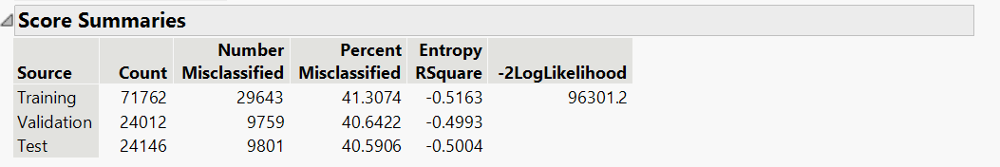 Score Summaries
Number Percent Entropy
Source Count Misclassified Misclassified RSquare -2LogLikelihood
Training 71762 29643 41.3074 -0.5163 96301.2
Validation 24012 9759 40.6422 -0.4993
Test 24146 9801 40.5906 -0.5004